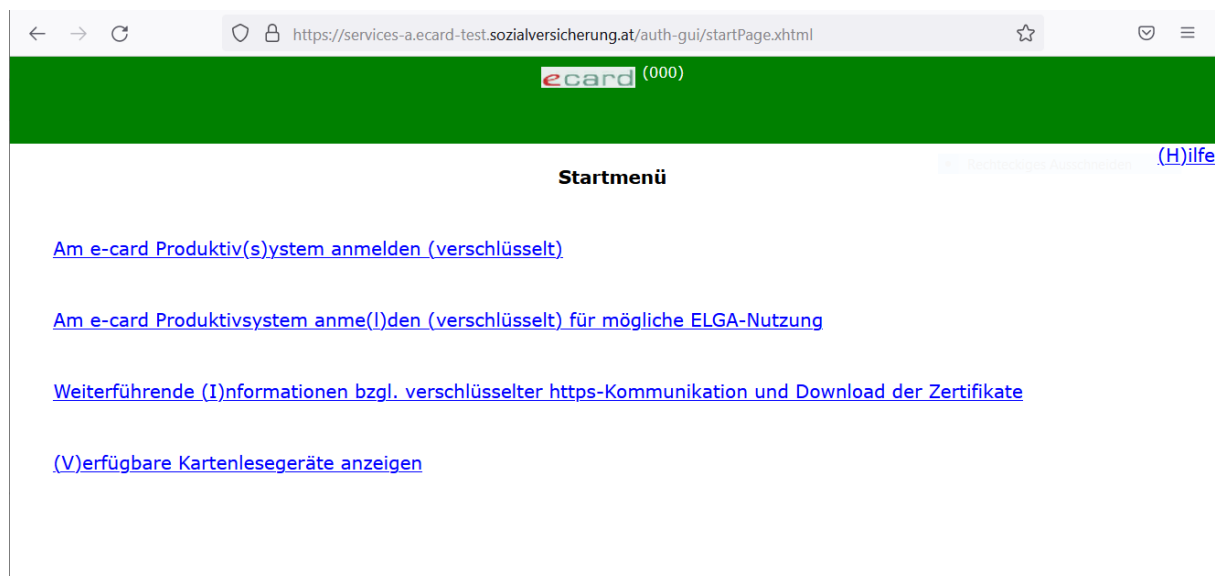 https://services-a.ecard-test.sozialversicherung.at/auth-gui/startPage.xhtml
ecard (000)
(H)ilfe
Startmenü
Am e-card Produktiv(s)ystem anmelden (verschlüsselt)
Am e-card Produktivsystem anme(l)den (verschlüsselt) für mögliche ELGA-Nutzung
Weiterführende (I)nformationen bzgl. verschlüsselter https-Kommunikation und Download der Zertifikate
(V)erfügbare Kartenlesegeräte anzeigen